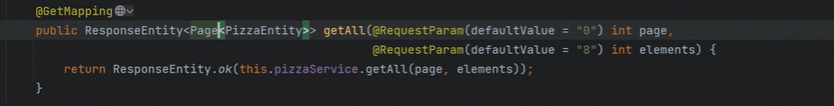 @GetMapping
public ResponseEntity<Page<PizzaEntity>> getAll(@RequestParam(defaultValue = "0") int page,
@RequestParam(defaultValue = "8") int elements) {
return ResponseEntity.ok(this.pizzaService.getAll(page, elements));
}